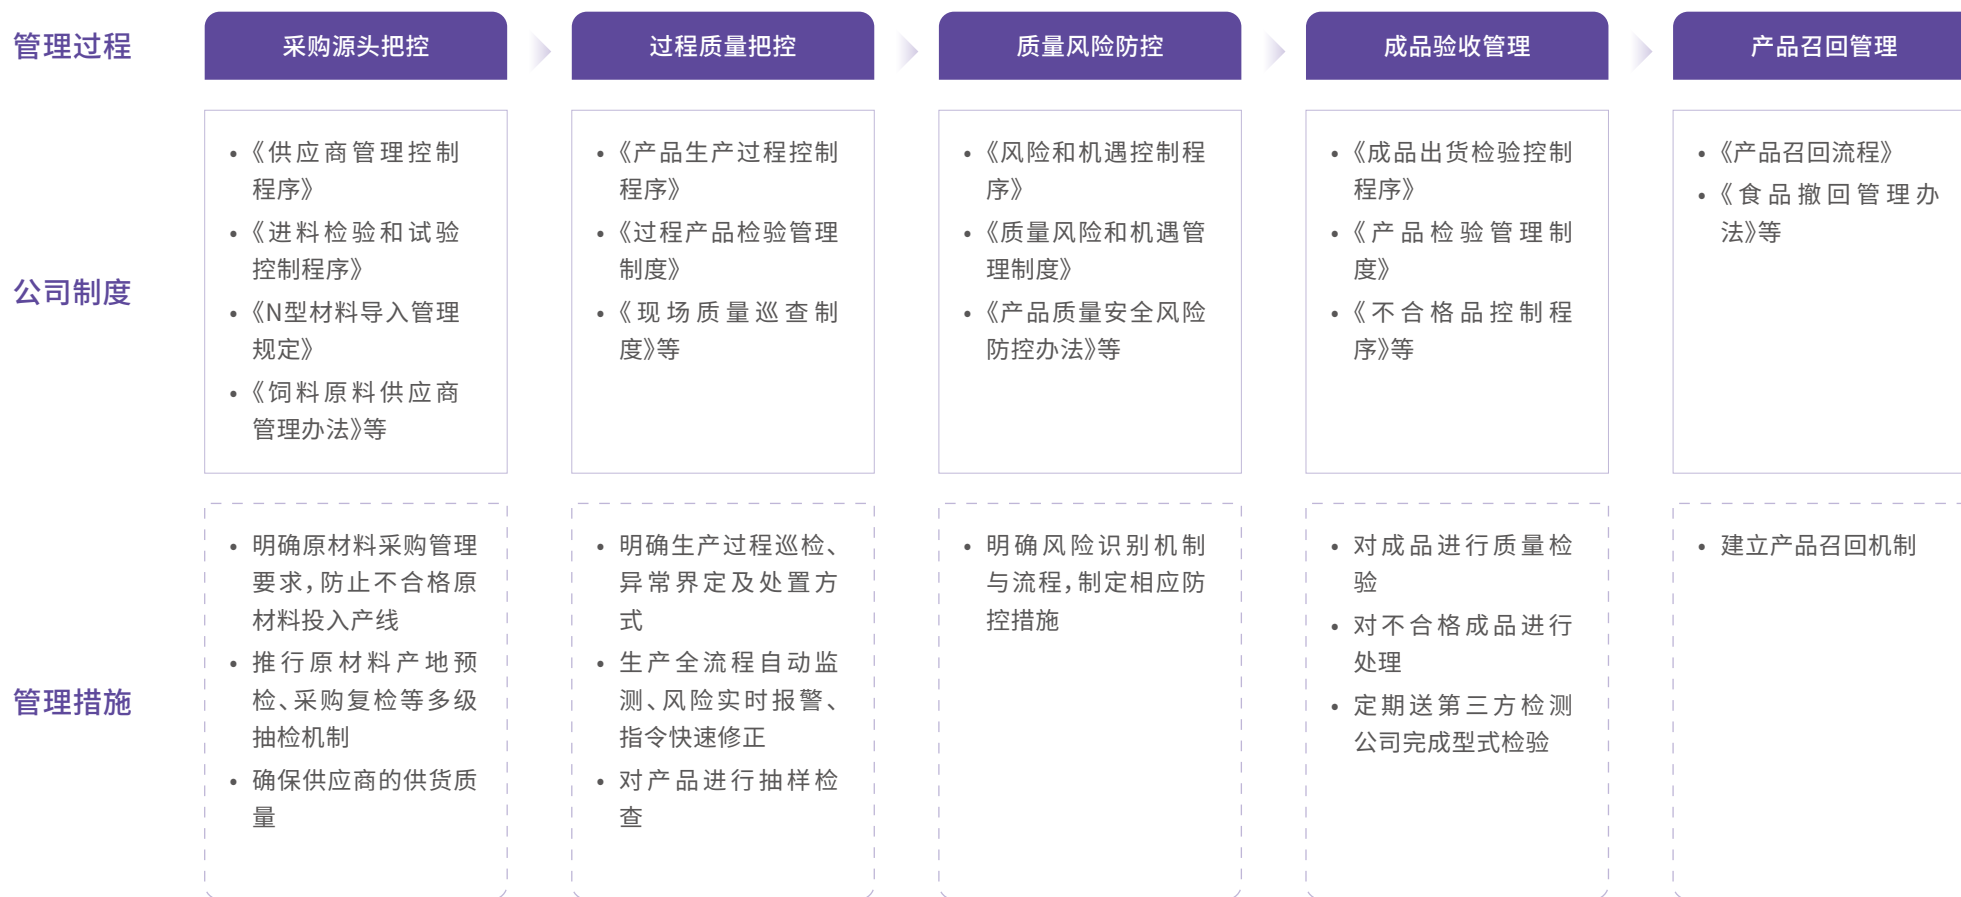 管理过程
采购源头把控
过程质量把控
质量风险防控
成品验收管理
产品召回管理
公司制度
•《供应商管理控制
程序》
•《进料检验和试验
控制程序》
•《N型材料导入管理
规定》
•《饲料原料供应商
管理办法》等
•《产品生产过程控制
程序》
•《过程产品检验管理
制度》
•《现场质量巡查制
度》等
•《风险和机遇控制程
序》
•《质量风险和机遇管
理制度》
•《产品质量安全风险
防控办法》等
•《成品出货检验控制
程序》
•《产品检验管理制
度》
•《不合格品控制程
序》等
•《产品召回流程》
•《食品撤回管理办
法》等
管理措施
• 明确原材料采购管理
要求，防止不合格原
材料投入产线
• 推行原材料产地预
检、采购复检等多级
抽检机制
• 确保供应商的供货质
量
• 明确生产过程巡检、
异常界定及处置方
式
• 生产全流程自动监
测、风险实时报警、
指令快速修正
• 对产品进行抽样检
查
• 明确风险识别机制
与流程，制定相应防
控措施
• 对成品进行质量检
验
• 对不合格成品进行
处理
• 定期送第三方检测
公司完成型式检验
• 建立产品召回机制